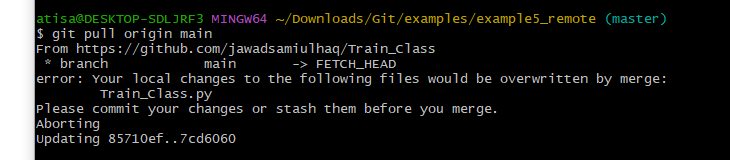 atisa@DESKTOP-SDLJRF3 MINGW64 ~/Downloads/Git/examples/example5_remote (master)
$ git pull origin main
From https://github.com/jawadsamiulhaq/Train_Class
 * branch            main       -> FETCH_HEAD
error: Your local changes to the following files would be overwritten by merge:
        Train_Class.py
Please commit your changes or stash them before you merge.
Aborting
Updating 85710ef..7cd6060